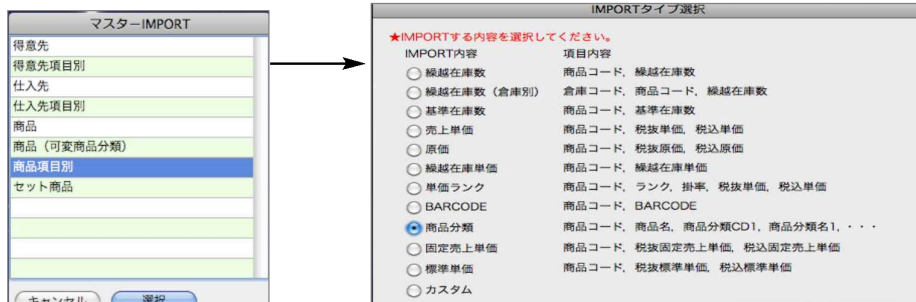 マスターIMPORT
得意先
得意先項目別
仕入先
仕入先項目別
商品
商品（可変商品分類）
商品項目別
セット商品
キャンセル 選択
IMPORTタイプ選択
★IMPORTする内容を選択してください。
IMPORT内容 項目内容
繰越在庫数 商品コード, 繰越在庫数
繰越在庫数（倉庫別） 倉庫コード, 商品コード, 繰越在庫数
基準在庫数 商品コード, 基準在庫数
売上単価 商品コード, 税抜単価, 税込単価
原価 商品コード, 税抜原価, 税込原価
繰越在庫単価 商品コード, 繰越在庫単価
単価ランク 商品コード, ランク, 掛率, 税抜単価, 税込単価
BARCODE 商品コード, BARCODE
商品分類 商品コード, 商品名, 商品分類CD1, 商品分類名1, ・・・
固定売上単価 商品コード, 税抜固定売上単価, 税込固定売上単価
標準単価 商品コード, 税抜標準単価, 税込標準単価
カスタム